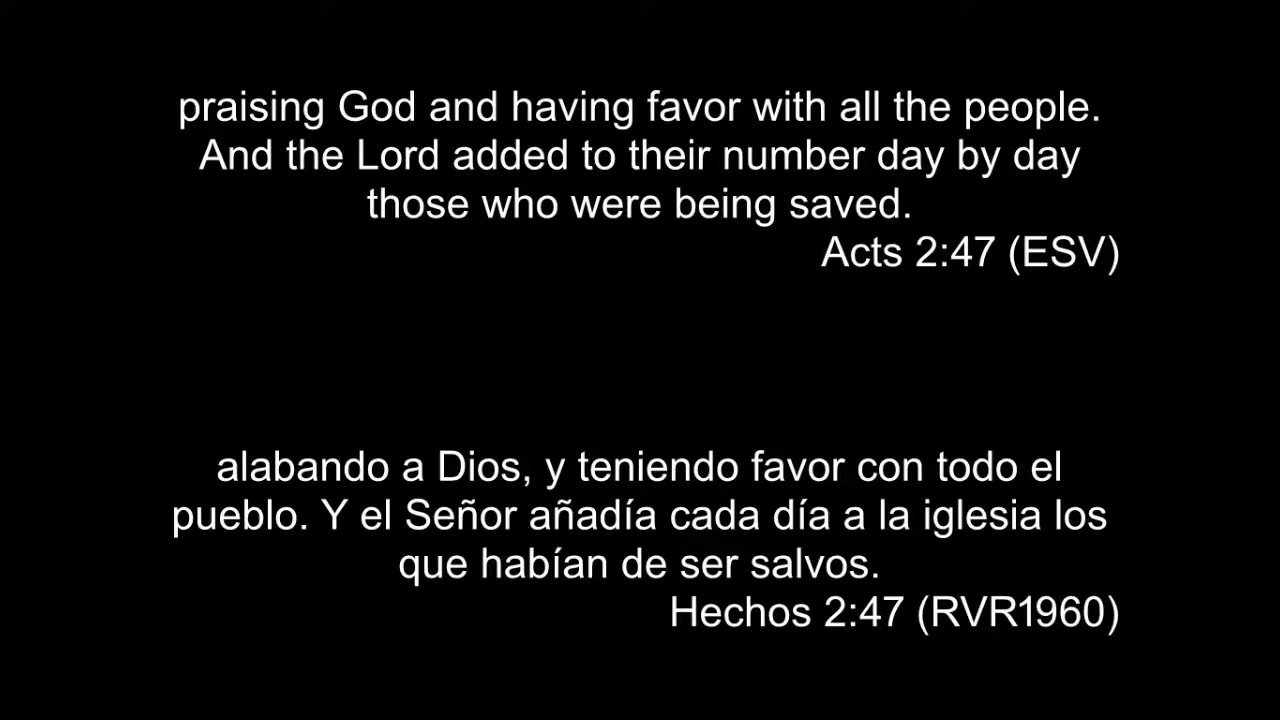 praising God and having favor with all the people.
And the Lord added to their number day by day
those who were being saved.
Acts 2:47 (ESV)
alabando a Dios, y teniendo favor con todo el
pueblo. Y el Señor añadía cada día a la iglesia los
que habían de ser salvos.
Hechos 2:47 (RVR1960)